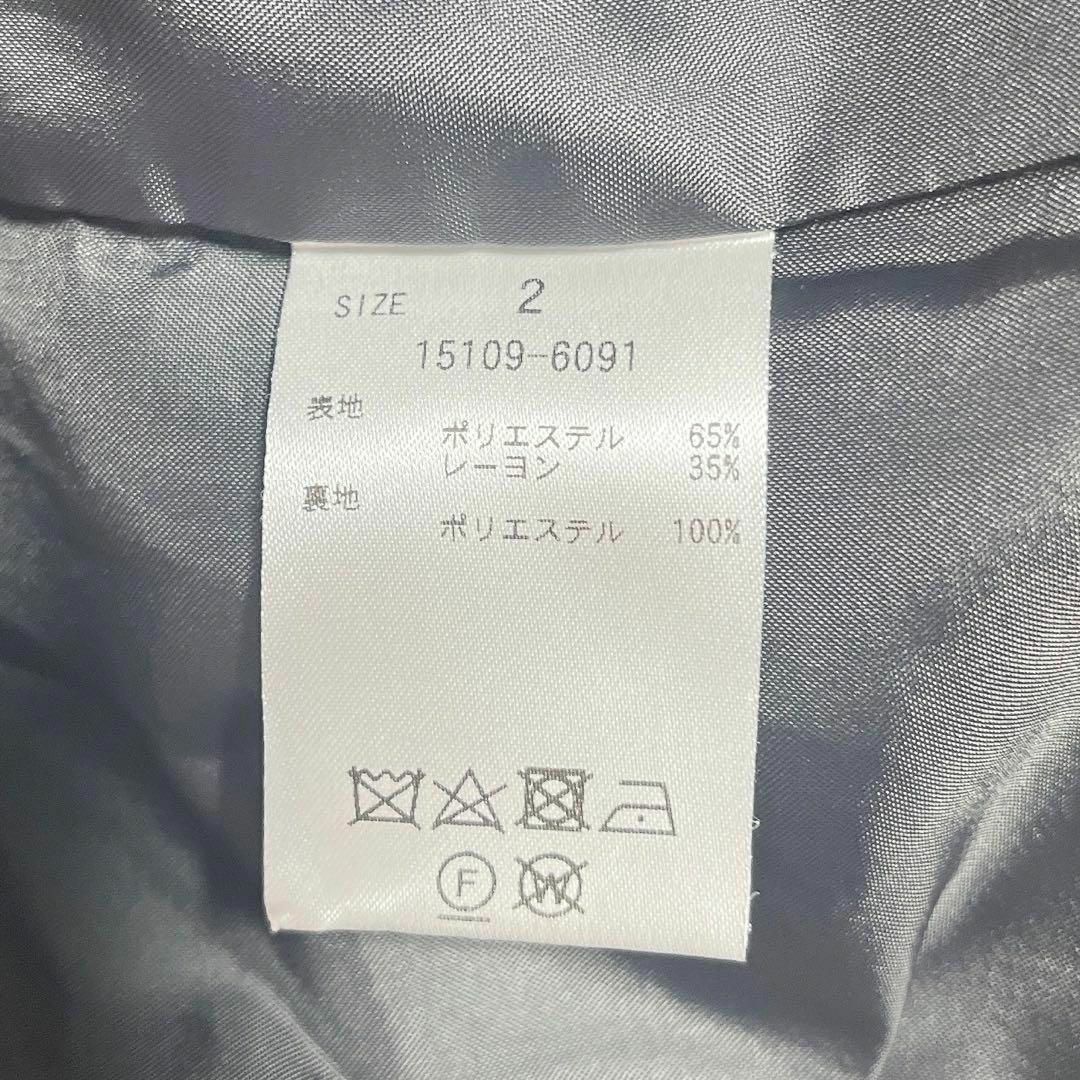 SIZE 2
15109-6091
表地
ポリエステル 65%
レーヨン 35%
裏地
ポリエステル 100%
F W